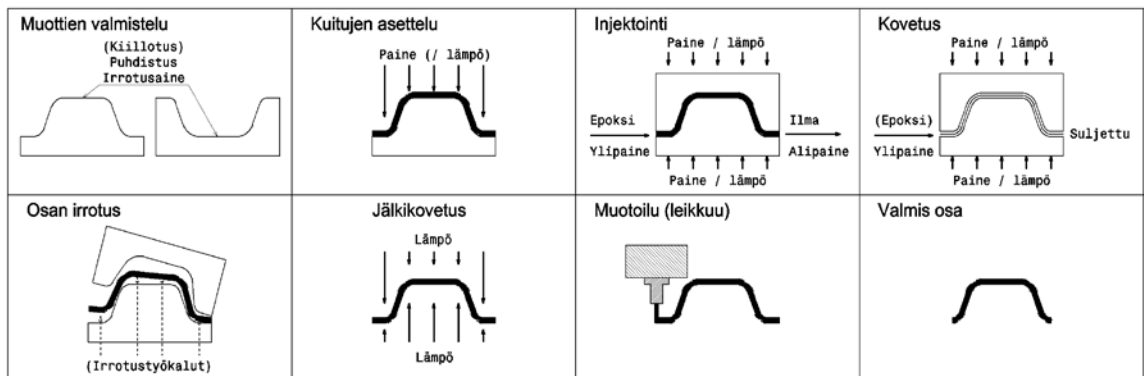 Muottien valmistelu
(Kiillotus)
Puhdistus
Irrotusaine
Kuitujen asettelu
Paine (/ lämpö)
Injektointi
Paine / lämpö
Epoksi
Ylipaine
Ilma
Alipaine
Paine / lämpö
Kovetus
Paine / lämpö
(Epoksi)
Ylipaine
Suljettu
Paine / lämpö
Osan irrotus
(Irrotustyökalut)
Jälkikovetus
Lämpö
Lämpö
Muotoilu (leikkuu)
Valmis osa